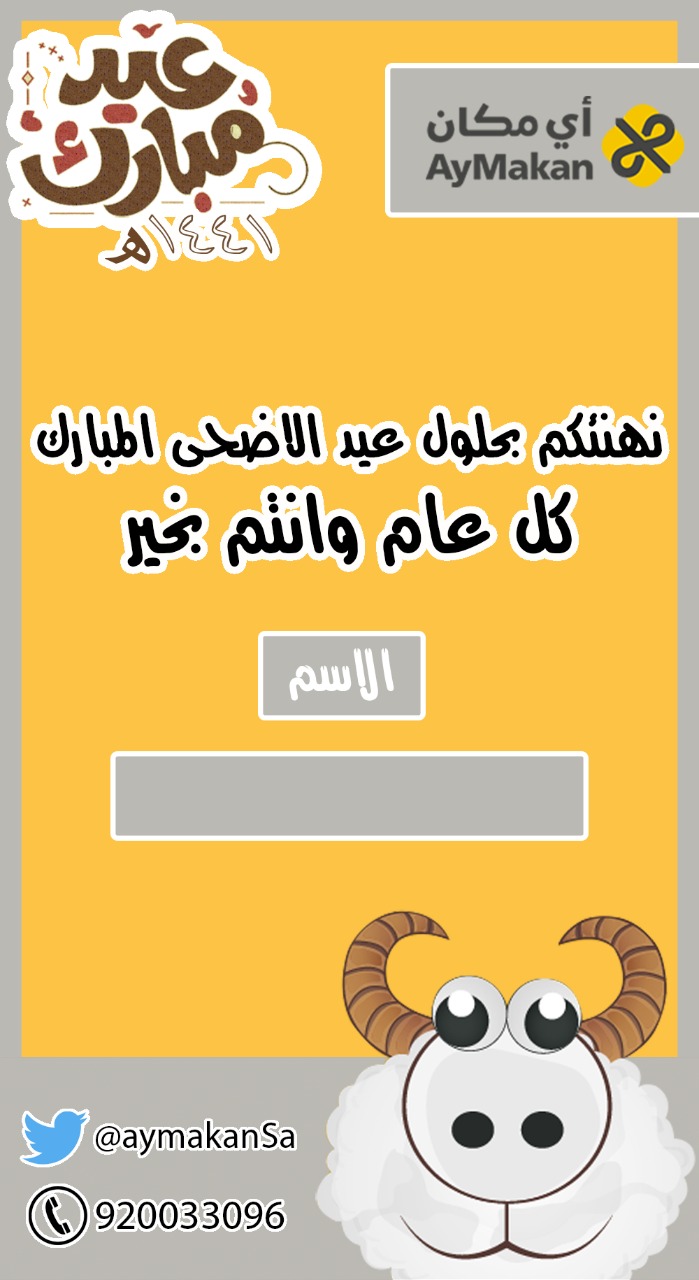 عيد
مبارك
١٤٤١هـ
أي مكان
AyMakan
نهنئكم بحلول عيد الاضحى المبارك
كل عام وانتم بخير
الاسم
@aymakanSa
920033096